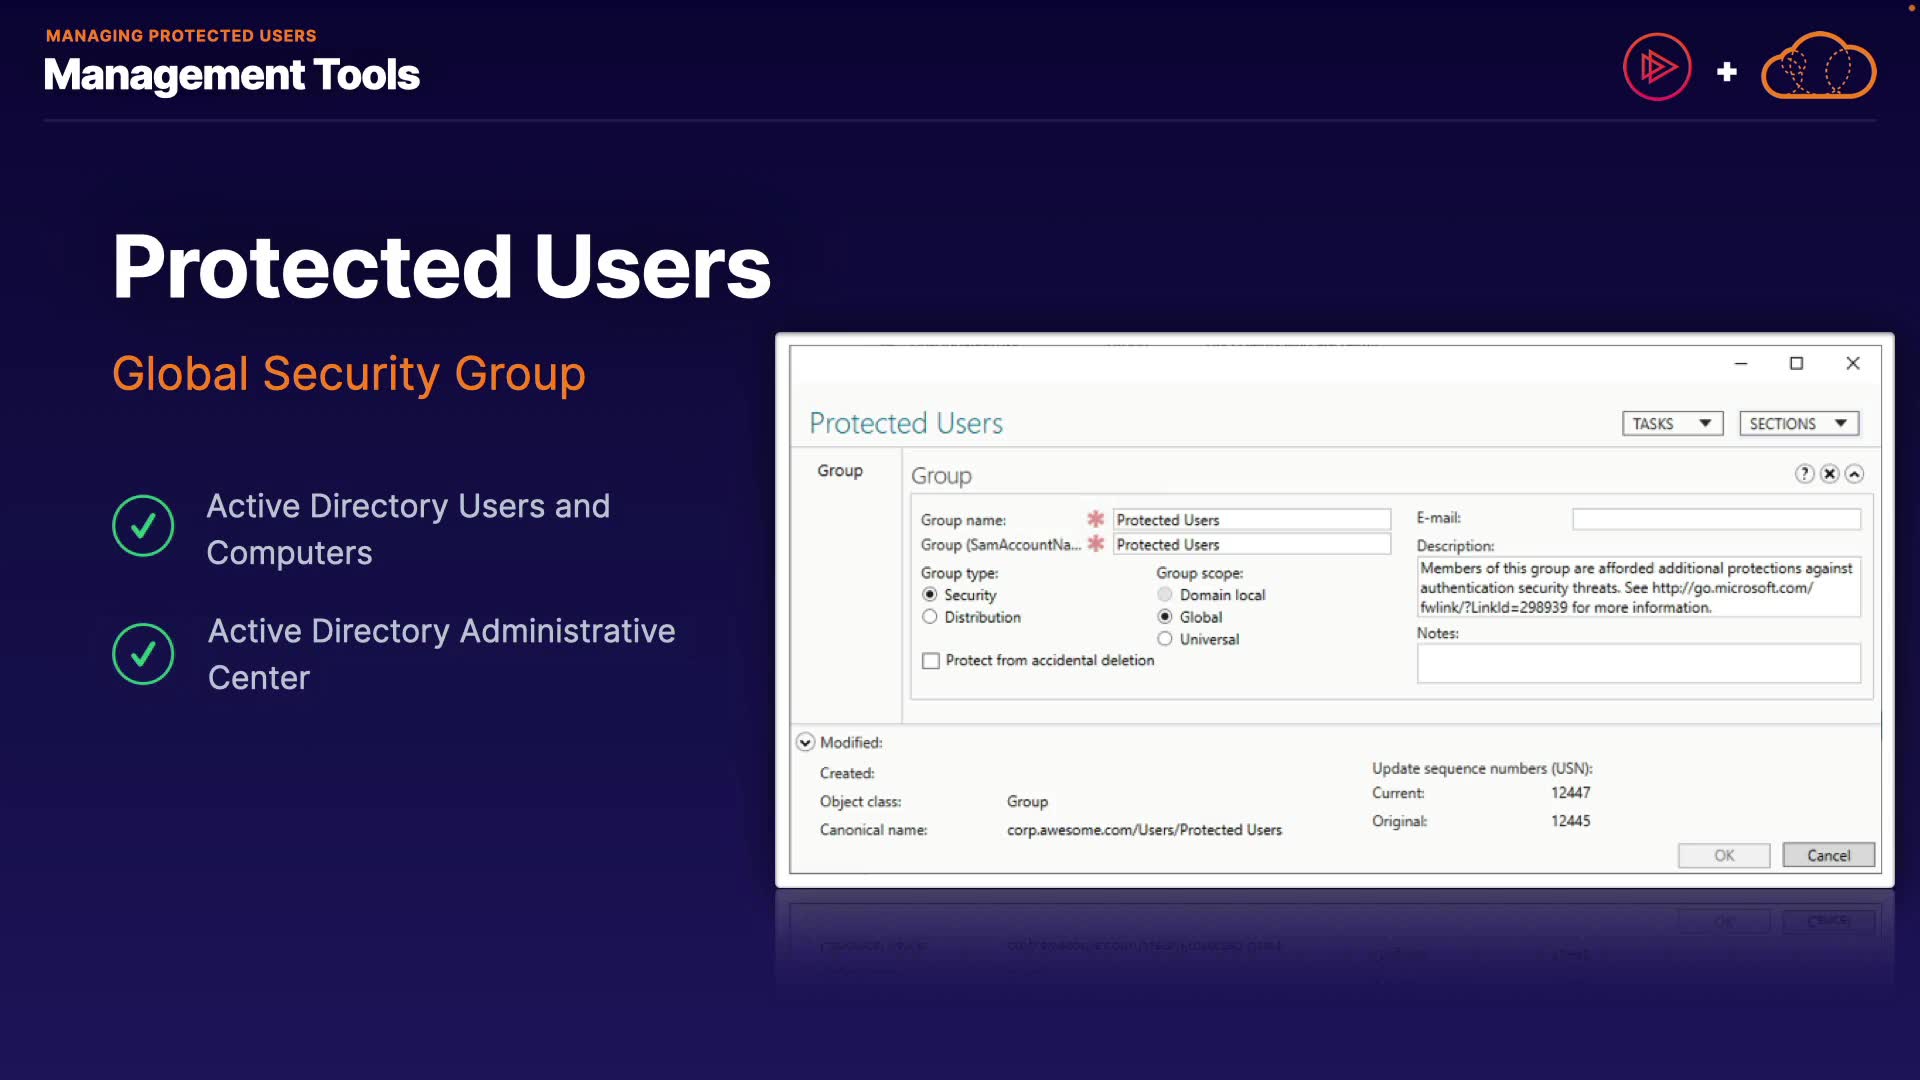 MANAGING PROTECTED USERS
Management Tools
+
Protected Users
Global Security Group
Active Directory Users and
Computers
Active Directory Administrative
Center
Protected Users
TASKS
SECTIONS
Group
Group
Group name:
Protected Users
Group (SamAccountNa...
Protected Users
Group type:
Security
Distribution
Group scope:
Domain local
Global
Universal
Protect from accidental deletion
E-mail:
Description:
Members of this group are afforded additional protections against
authentication security threats. See http://go.microsoft.com/
fwlink/?LinkId=298939 for more information.
Notes:
Modified:
Created:
Object class: Group
Canonical name: corp.awesome.com/Users/Protected Users
Update sequence numbers (USN):
Current: 12447
Original: 12445
OK
Cancel